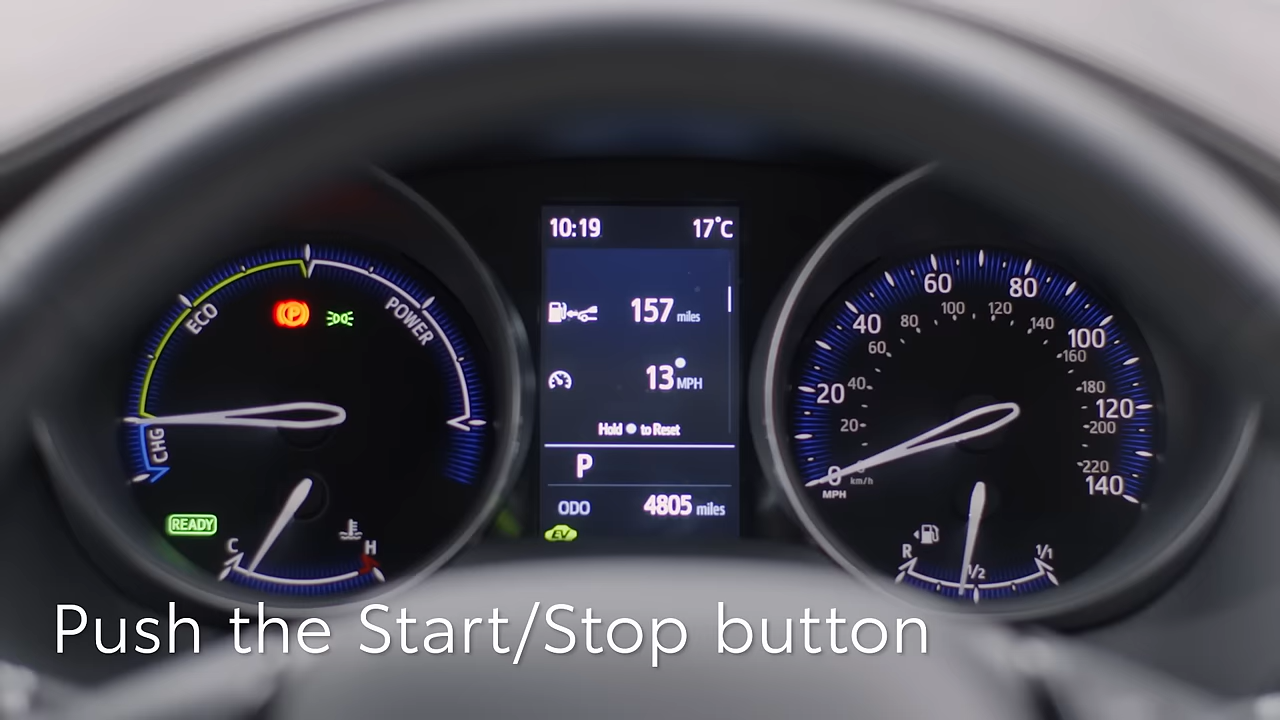 10:19 17°C
157 miles
13 MPH
Hold to Reset
P
ODO 4805 miles
EV
ECO
POWER
CHG
P
READY
C
H
0
20
40
60
80
100
120
140
MPH
km/h
20
40
60
80
100
120
140
160
180
200
220
R
1/2
1/1
Push the Start/Stop button